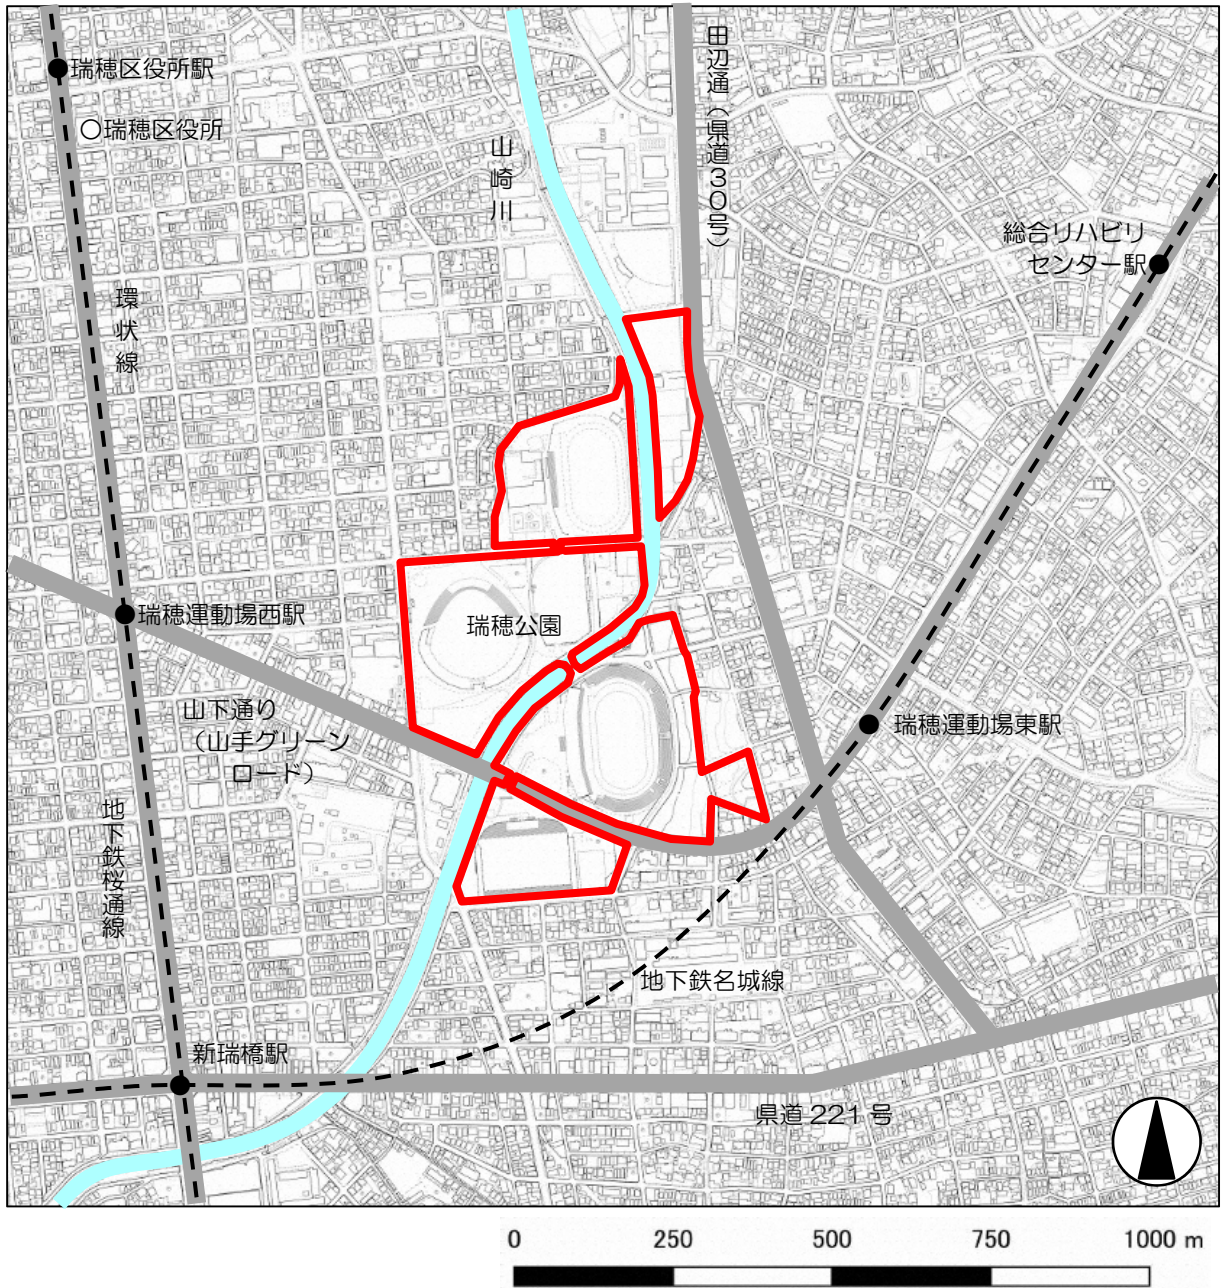 瑞穂区役所駅
〇瑞穂区役所
山崎川
田辺通（県道30号）
総合リハビリ
センター駅
環状線
瑞穂運動場西駅
瑞穂公園
山下通り
（山手グリーン
ロード）
瑞穂運動場東駅
地下鉄桜通線
地下鉄名城線
新瑞橋駅
県道 221 号
0 250 500 750 1000 m